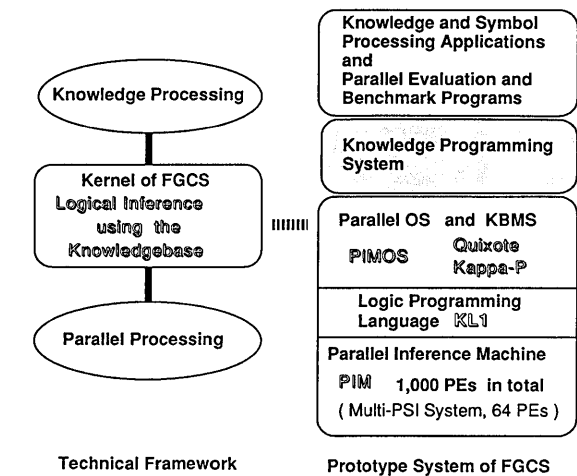 Knowledge Processing
Kernel of FGCS
Logical Inference
using the
Knowledgebase
Parallel Processing
Technical Framework
Knowledge and Symbol
Processing Applications
and
Parallel Evaluation and
Benchmark Programs
Knowledge Programming
System
Parallel OS and KBMS
PIMOS
Quixote
Kappa-P
Logic Programming
Language KL1
Parallel Inference Machine
PIM 1,000 PEs in total
( Multi-PSI System, 64 PEs )
Prototype System of FGCS